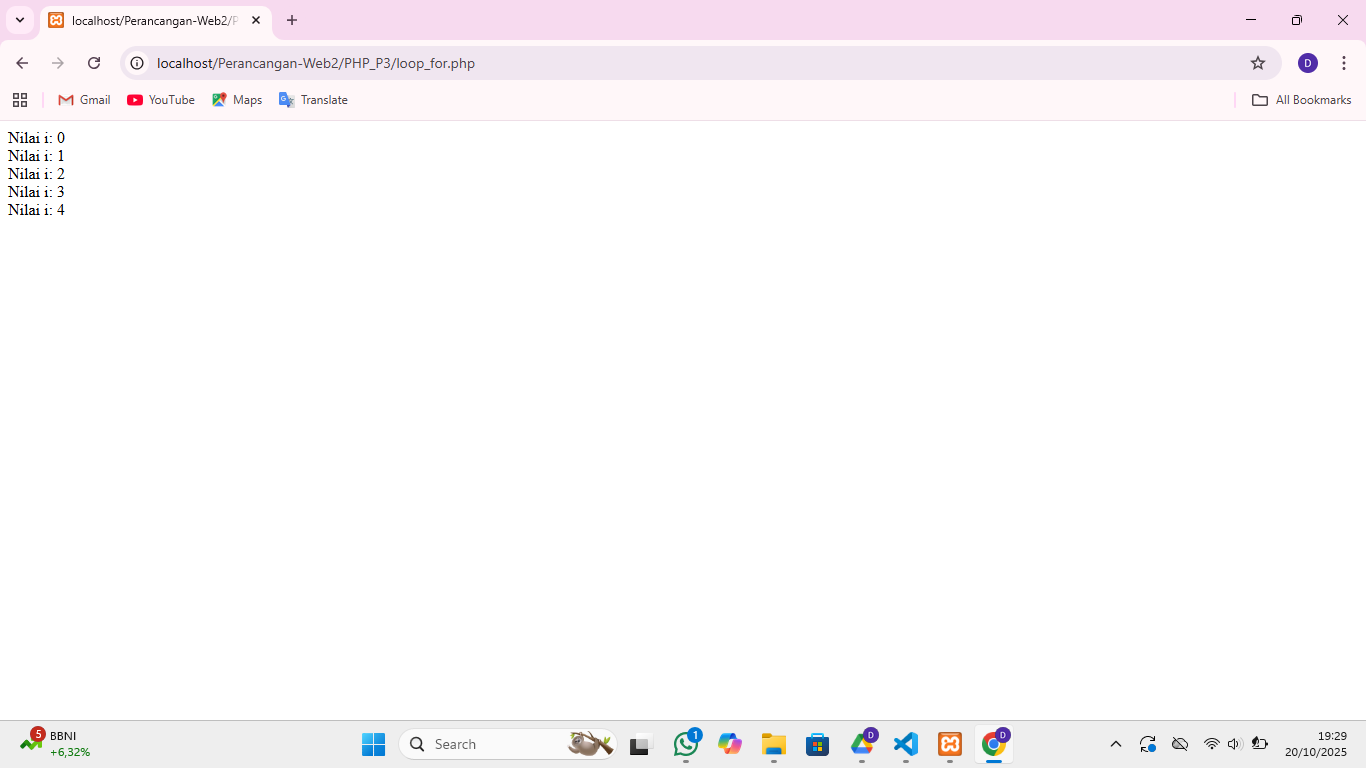 localhost/Perancangan-Web2/P
localhost/Perancangan-Web2/PHP_P3/loop_for.php
D
Gmail
YouTube
Maps
Translate
All Bookmarks
Nilai i: 0
Nilai i: 1
Nilai i: 2
Nilai i: 3
Nilai i: 4
5
BBNI
+6,32%
Search
1
D
D
19:29
20/10/2025